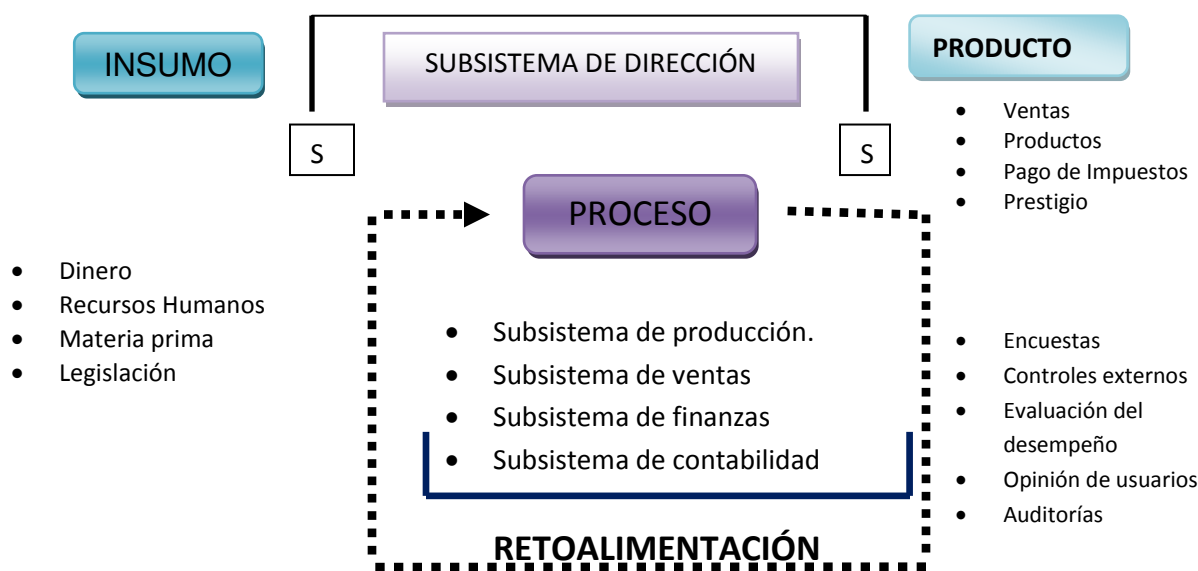 INSUMO
SUBSISTEMA DE DIRECCIÓN
PRODUCTO
S
S
• Ventas
• Productos
• Pago de Impuestos
• Prestigio
PROCESO
• Dinero
• Recursos Humanos
• Materia prima
• Legislación
• Subsistema de producción.
• Subsistema de ventas
• Subsistema de finanzas
• Subsistema de contabilidad
• Encuestas
• Controles externos
• Evaluación del
desempeño
• Opinión de usuarios
• Auditorías
RETOALIMENTACIÓN